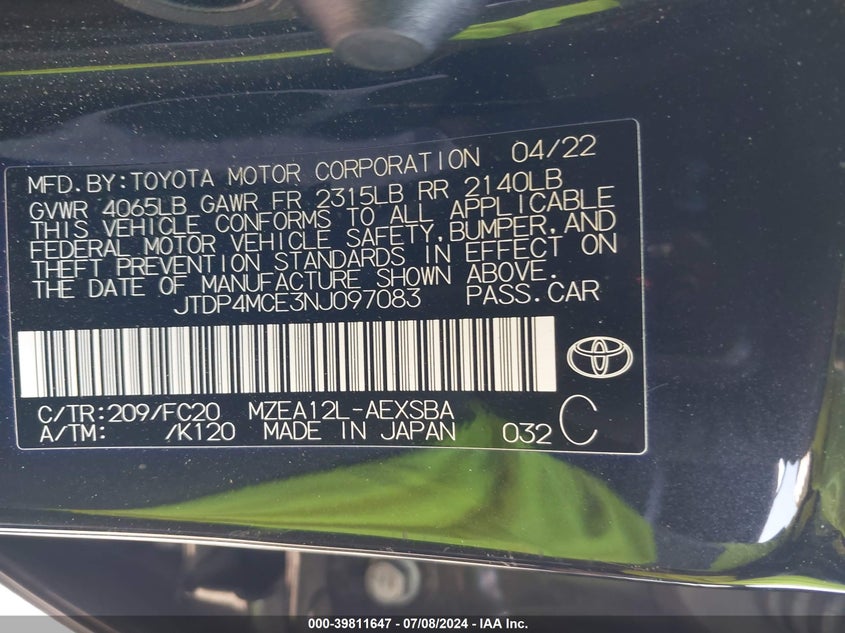 MFD.BY:TOYOTA MOTOR CORPORATION 04/22
GVWR 4065LB GAWR FR 2315LB RR 2140LB
THIS VEHICLE CONFORMS TO ALL APPLICABLE
FEDERAL MOTOR VEHICLE SAFETY,BUMPER,AND
THEFT PREVENTION STANDARDS IN EFFECT ON
THE DATE OF MANUFACTURE SHOWN ABOVE.
JTDP4MCE3NJ097083 PASS.CAR
C/TR:209/FC20 MZEA12L-AEXSBA
A/TM: /K120 MADE IN JAPAN 032 C
000-39811647 - 07/08/2024 - IAA Inc.